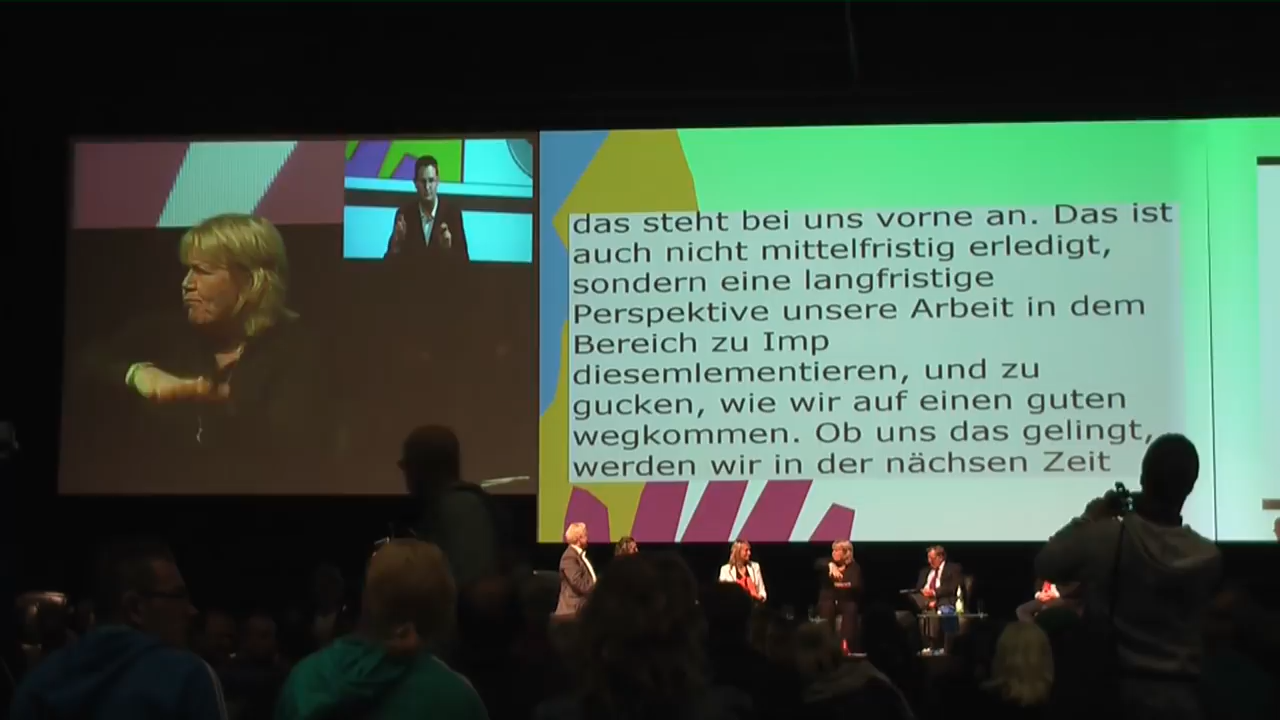 das steht bei uns vorne an. Das ist
auch nicht mittelfristig erledigt,
sondern eine langfristige
Perspektive unsere Arbeit in dem
Bereich zu Imp
diesemlementieren, und zu
gucken, wie wir auf einen guten
wegkommen. Ob uns das gelingt,
werden wir in der nächsen Zeit